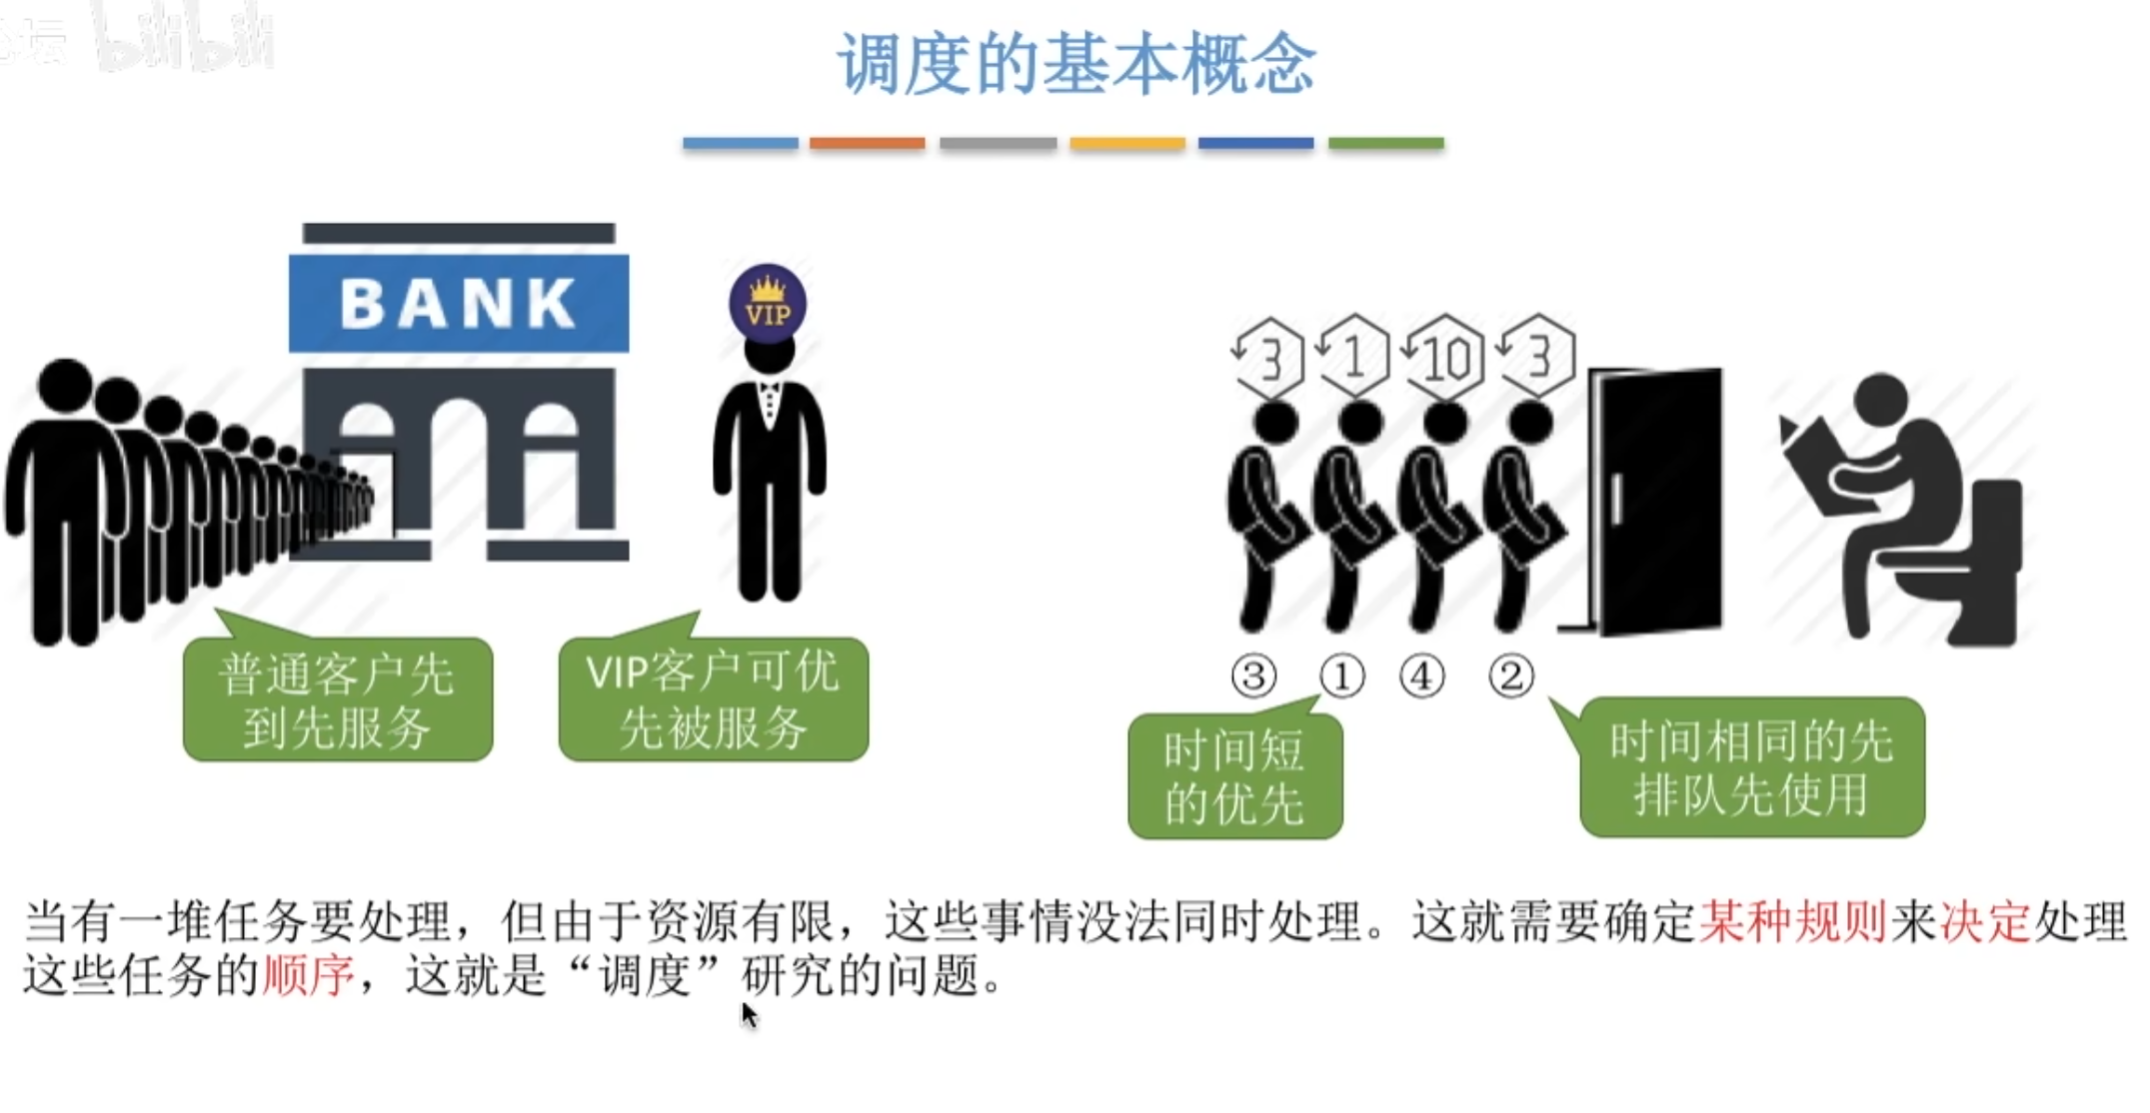 坛 bilibili
调度的基本概念
BANK
VIP
3 1 10 3
③ ① ④ ②
普通客户先
到先服务
VIP客户可优
先被服务
时间短
的优先
时间相同的先
排队先使用
当有一堆任务要处理，但由于资源有限，这些事情没法同时处理。这就需要确定某种规则来决定处理
这些任务的顺序，这就是“调度”研究的问题。